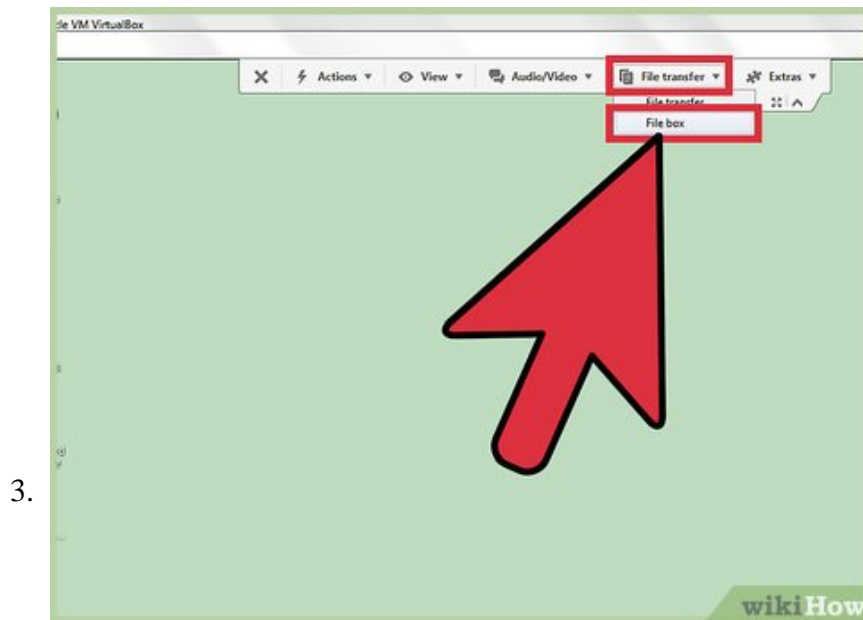 de VM VirtualBox
Actions View Audio/Video File transfer Extras
File transfer
File box
3.
wikiHow